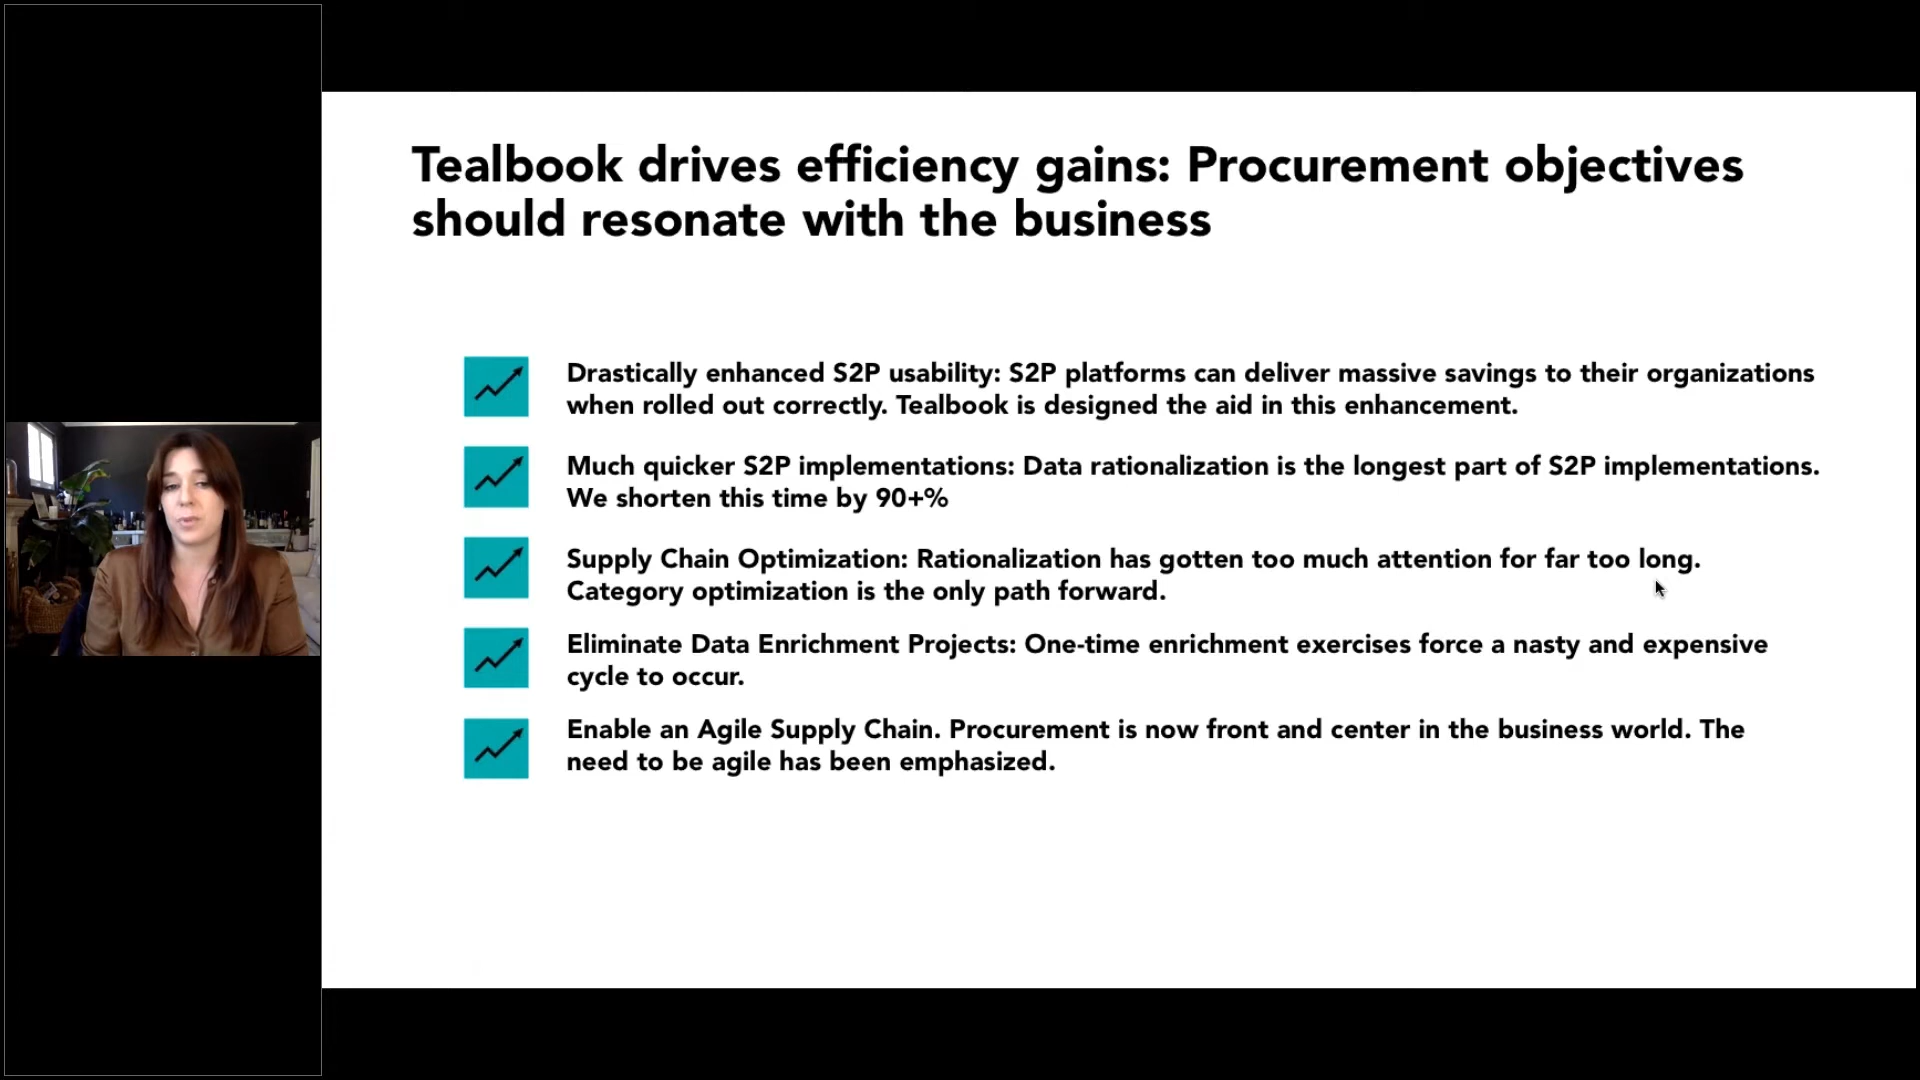 Tealbook drives efficiency gains: Procurement objectives
should resonate with the business
Drastically enhanced S2P usability: S2P platforms can deliver massive savings to their organizations
when rolled out correctly. Tealbook is designed the aid in this enhancement.
Much quicker S2P implementations: Data rationalization is the longest part of S2P implementations.
We shorten this time by 90+%
Supply Chain Optimization: Rationalization has gotten too much attention for far too long.
Category optimization is the only path forward.
Eliminate Data Enrichment Projects: One-time enrichment exercises force a nasty and expensive
cycle to occur.
Enable an Agile Supply Chain. Procurement is now front and center in the business world. The
need to be agile has been emphasized.